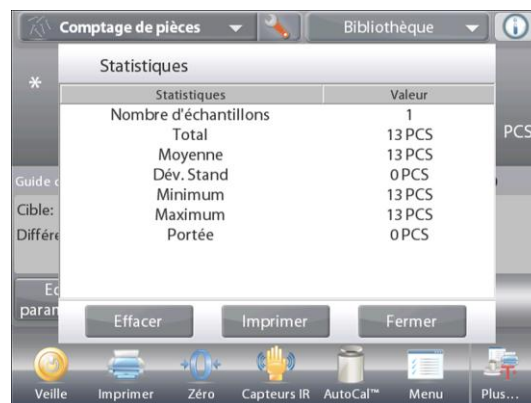 Comptage de pièces
Bibliothèque
Statistiques
*
Statistiques Valeur
Nombre d'échantillons 1
Total 13 PCS
PCS
Moyenne 13 PCS
Dév. Stand 0 PCS
Guide
Minimum 13 PCS
Cible:
Maximum 13 PCS
Différe
Portée 0 PCS
Ed
param
Effacer Imprimer Fermer
Veille Imprimer Zéro Capteurs IR AutoCal™ Menu Plus...